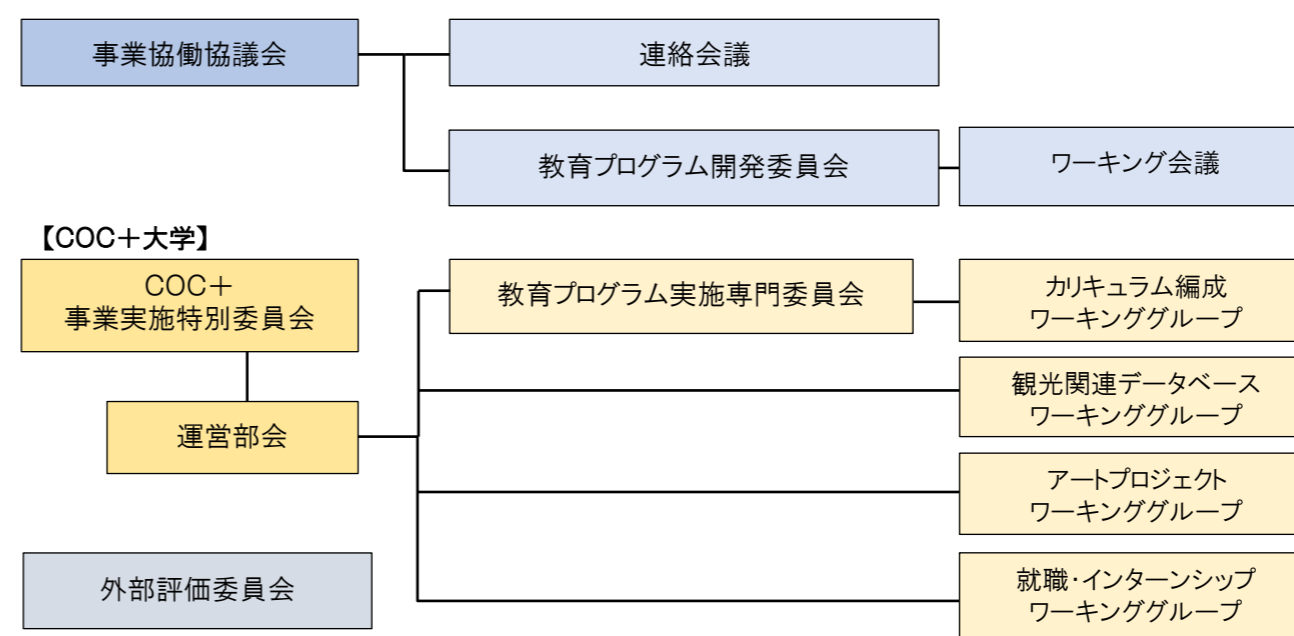 事業協働協議会
連絡会議
教育プログラム開発委員会
ワーキング会議
【COC＋大学】
COC＋
事業実施特別委員会
教育プログラム実施専門委員会
カリキュラム編成
ワーキンググループ
観光関連データベース
ワーキンググループ
運営部会
アートプロジェクト
ワーキンググループ
外部評価委員会
就職・インターンシップ
ワーキンググループ